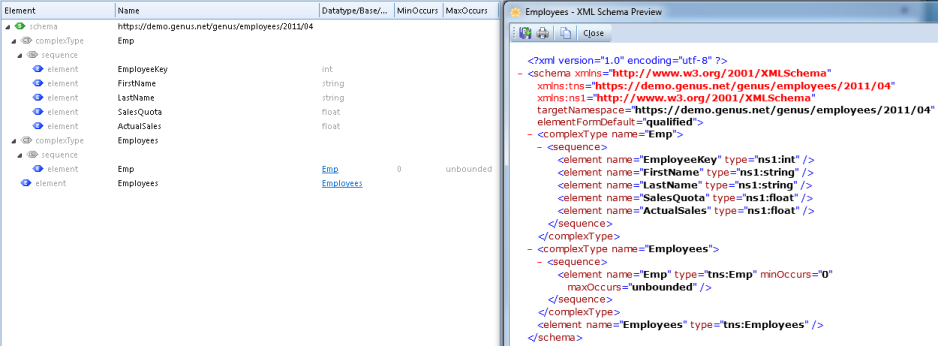 Element Name Datatype/Base/... MinOccurs MaxOccurs
schema https://demo.genus.net/genus/employees/2011/04
complexType Emp
sequence
element EmployeeKey int
element FirstName string
element LastName string
element SalesQuota float
element ActualSales float
complexType Employees
sequence
element Emp Emp 0 unbounded
element Employees Employees
Employees - XML Schema Preview
Close
<?xml version="1.0" encoding="utf-8" ?>
- <schema xmlns="http://www.w3.org/2001/XMLSchema"
xmlns:tns="https://demo.genus.net/genus/employees/2011/04"
xmlns:ns1="http://www.w3.org/2001/XMLSchema"
targetNamespace="https://demo.genus.net/genus/employees/2011/04"
elementFormDefault="qualified">
- <complexType name="Emp">
- <sequence>
<element name="EmployeeKey" type="ns1:int" />
<element name="FirstName" type="ns1:string" />
<element name="LastName" type="ns1:string" />
<element name="SalesQuota" type="ns1:float" />
<element name="ActualSales" type="ns1:float" />
</sequence>
</complexType>
- <complexType name="Employees">
- <sequence>
<element name="Emp" type="tns:Emp" minOccurs="0"
maxOccurs="unbounded" />
</sequence>
</complexType>
<element name="Employees" type="tns:Employees" />
</schema>